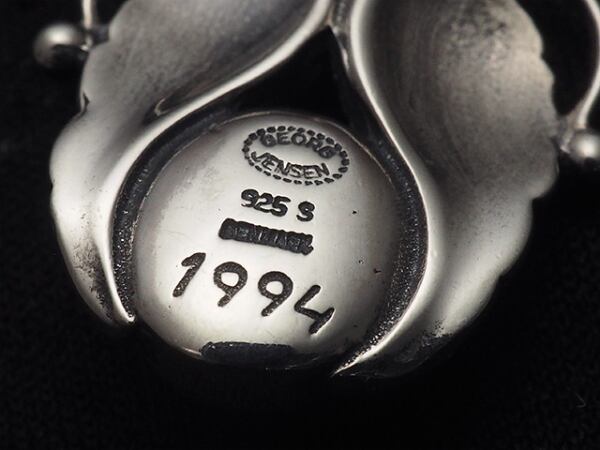 GEORG
JENSEN
925 S
DENMARK
1994